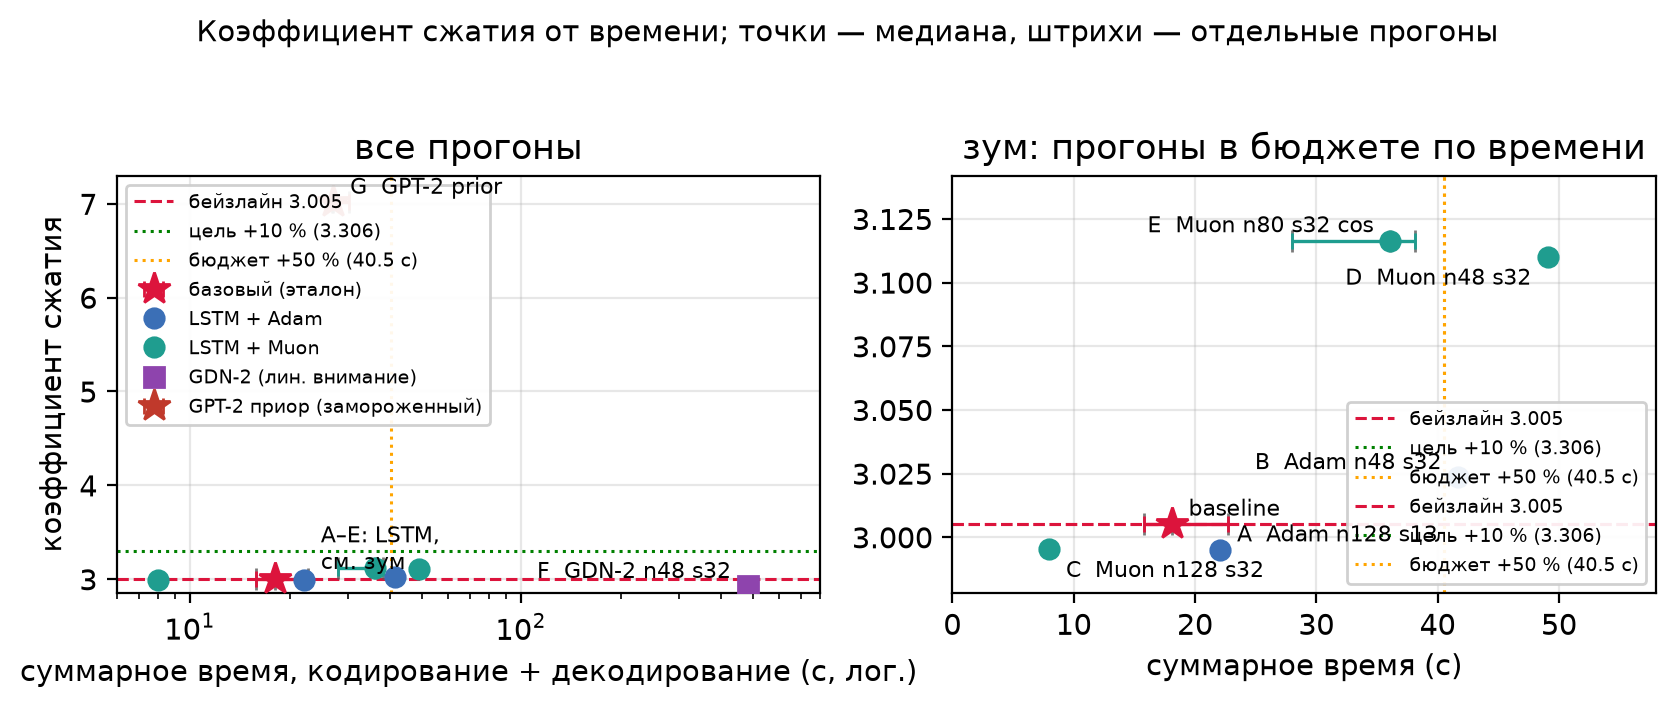 Коэффициент сжатия от времени; точки — медиана, штрихи — отдельные прогоны
все прогоны
коэффициент сжатия
7
6
5
4
3
G  GPT-2 prior
бейзлайн 3.005
цель +10 % (3.306)
бюджет +50 % (40.5 с)
базовый (эталон)
LSTM + Adam
LSTM + Muon
GDN-2 (лин. внимание)
GPT-2 приор (замороженный)
A–E: LSTM,
см. зум
F  GDN-2 n48 s32
10¹
10²
суммарное время, кодирование + декодирование (с, лог.)
зум: прогоны в бюджете по времени
3.125
3.100
3.075
3.050
3.025
3.000
E  Muon n80 s32 cos
D  Muon n48 s32
B  Adam n48 s32
baseline
A  Adam n128 s13
C  Muon n128 s32
бейзлайн 3.005
цель +10 % (3.306)
бюджет +50 % (40.5 с)
бейзлайн 3.005
цель +10 % (3.306)
бюджет +50 % (40.5 с)
0
10
20
30
40
50
суммарное время (с)